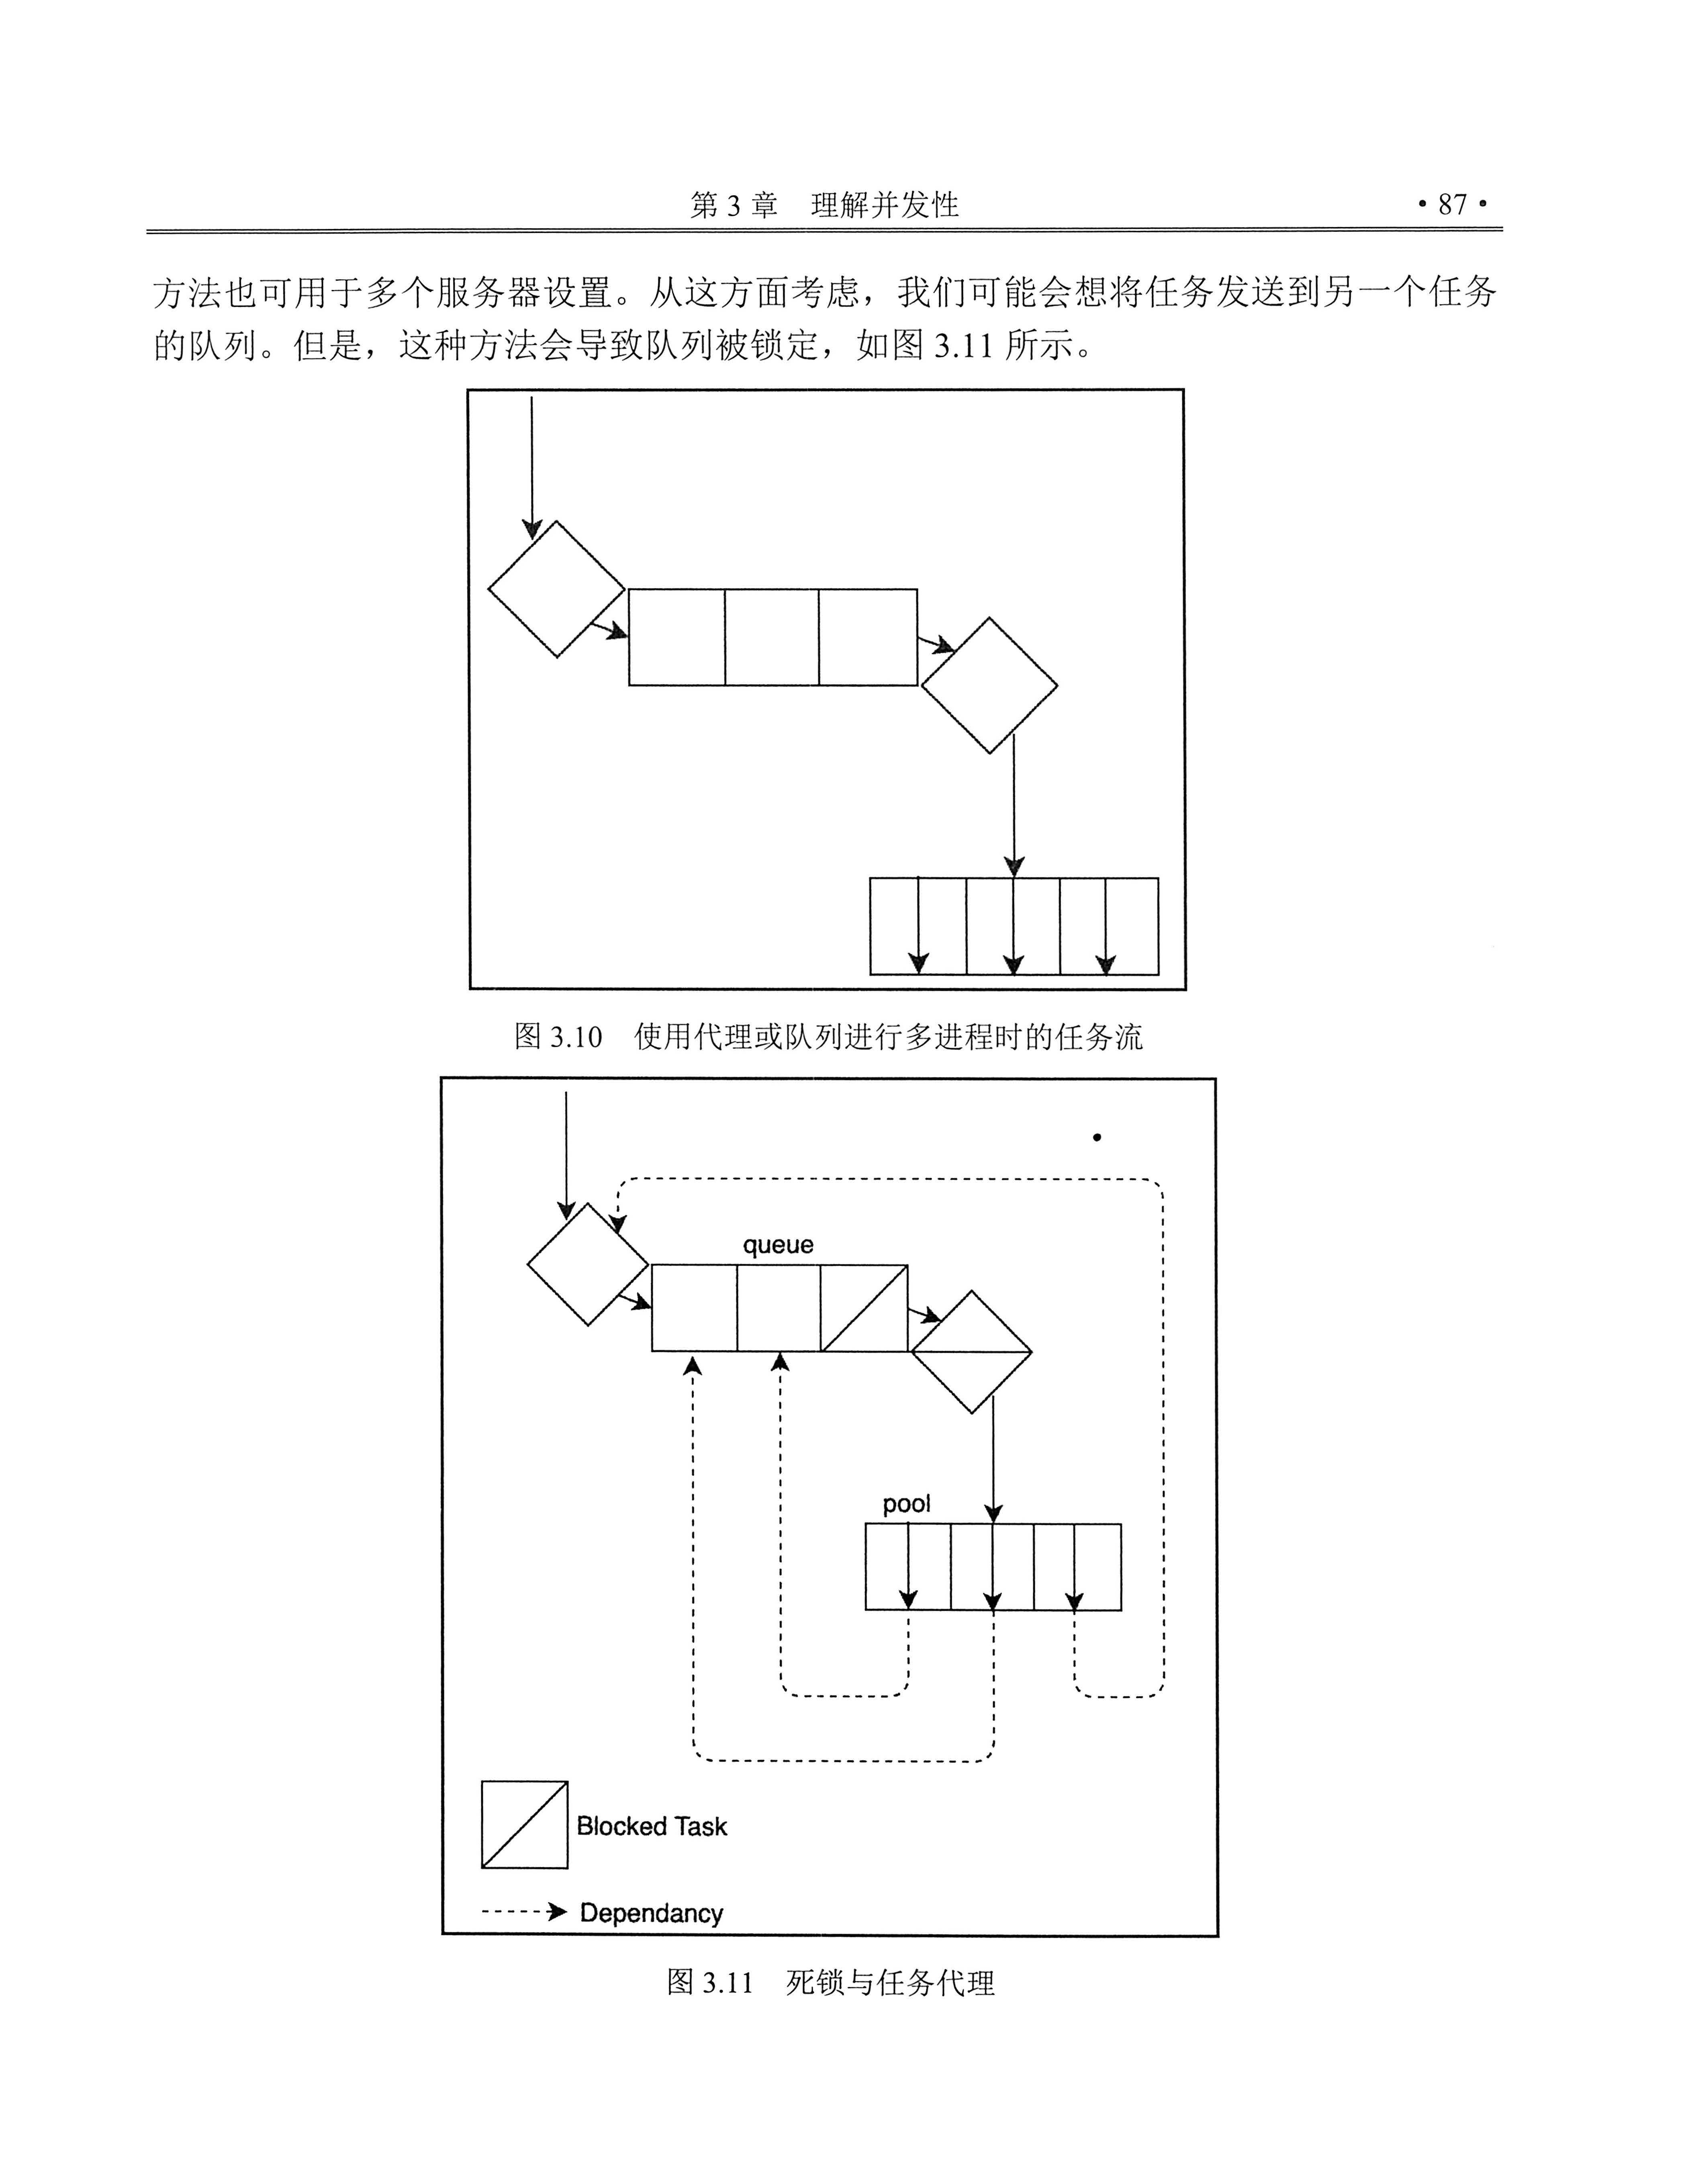 第 3 章 理解并发性 • 87 •
方法也可用于多个服务器设置。从这方面考虑，我们可能会想将任务发送到另一个任务
的队列。但是，这种方法会导致队列被锁定，如图 3.11 所示。
图 3.10 使用代理或队列进行多进程时的任务流
queue
pool
Blocked Task
Dependancy
图 3.11 死锁与任务代理